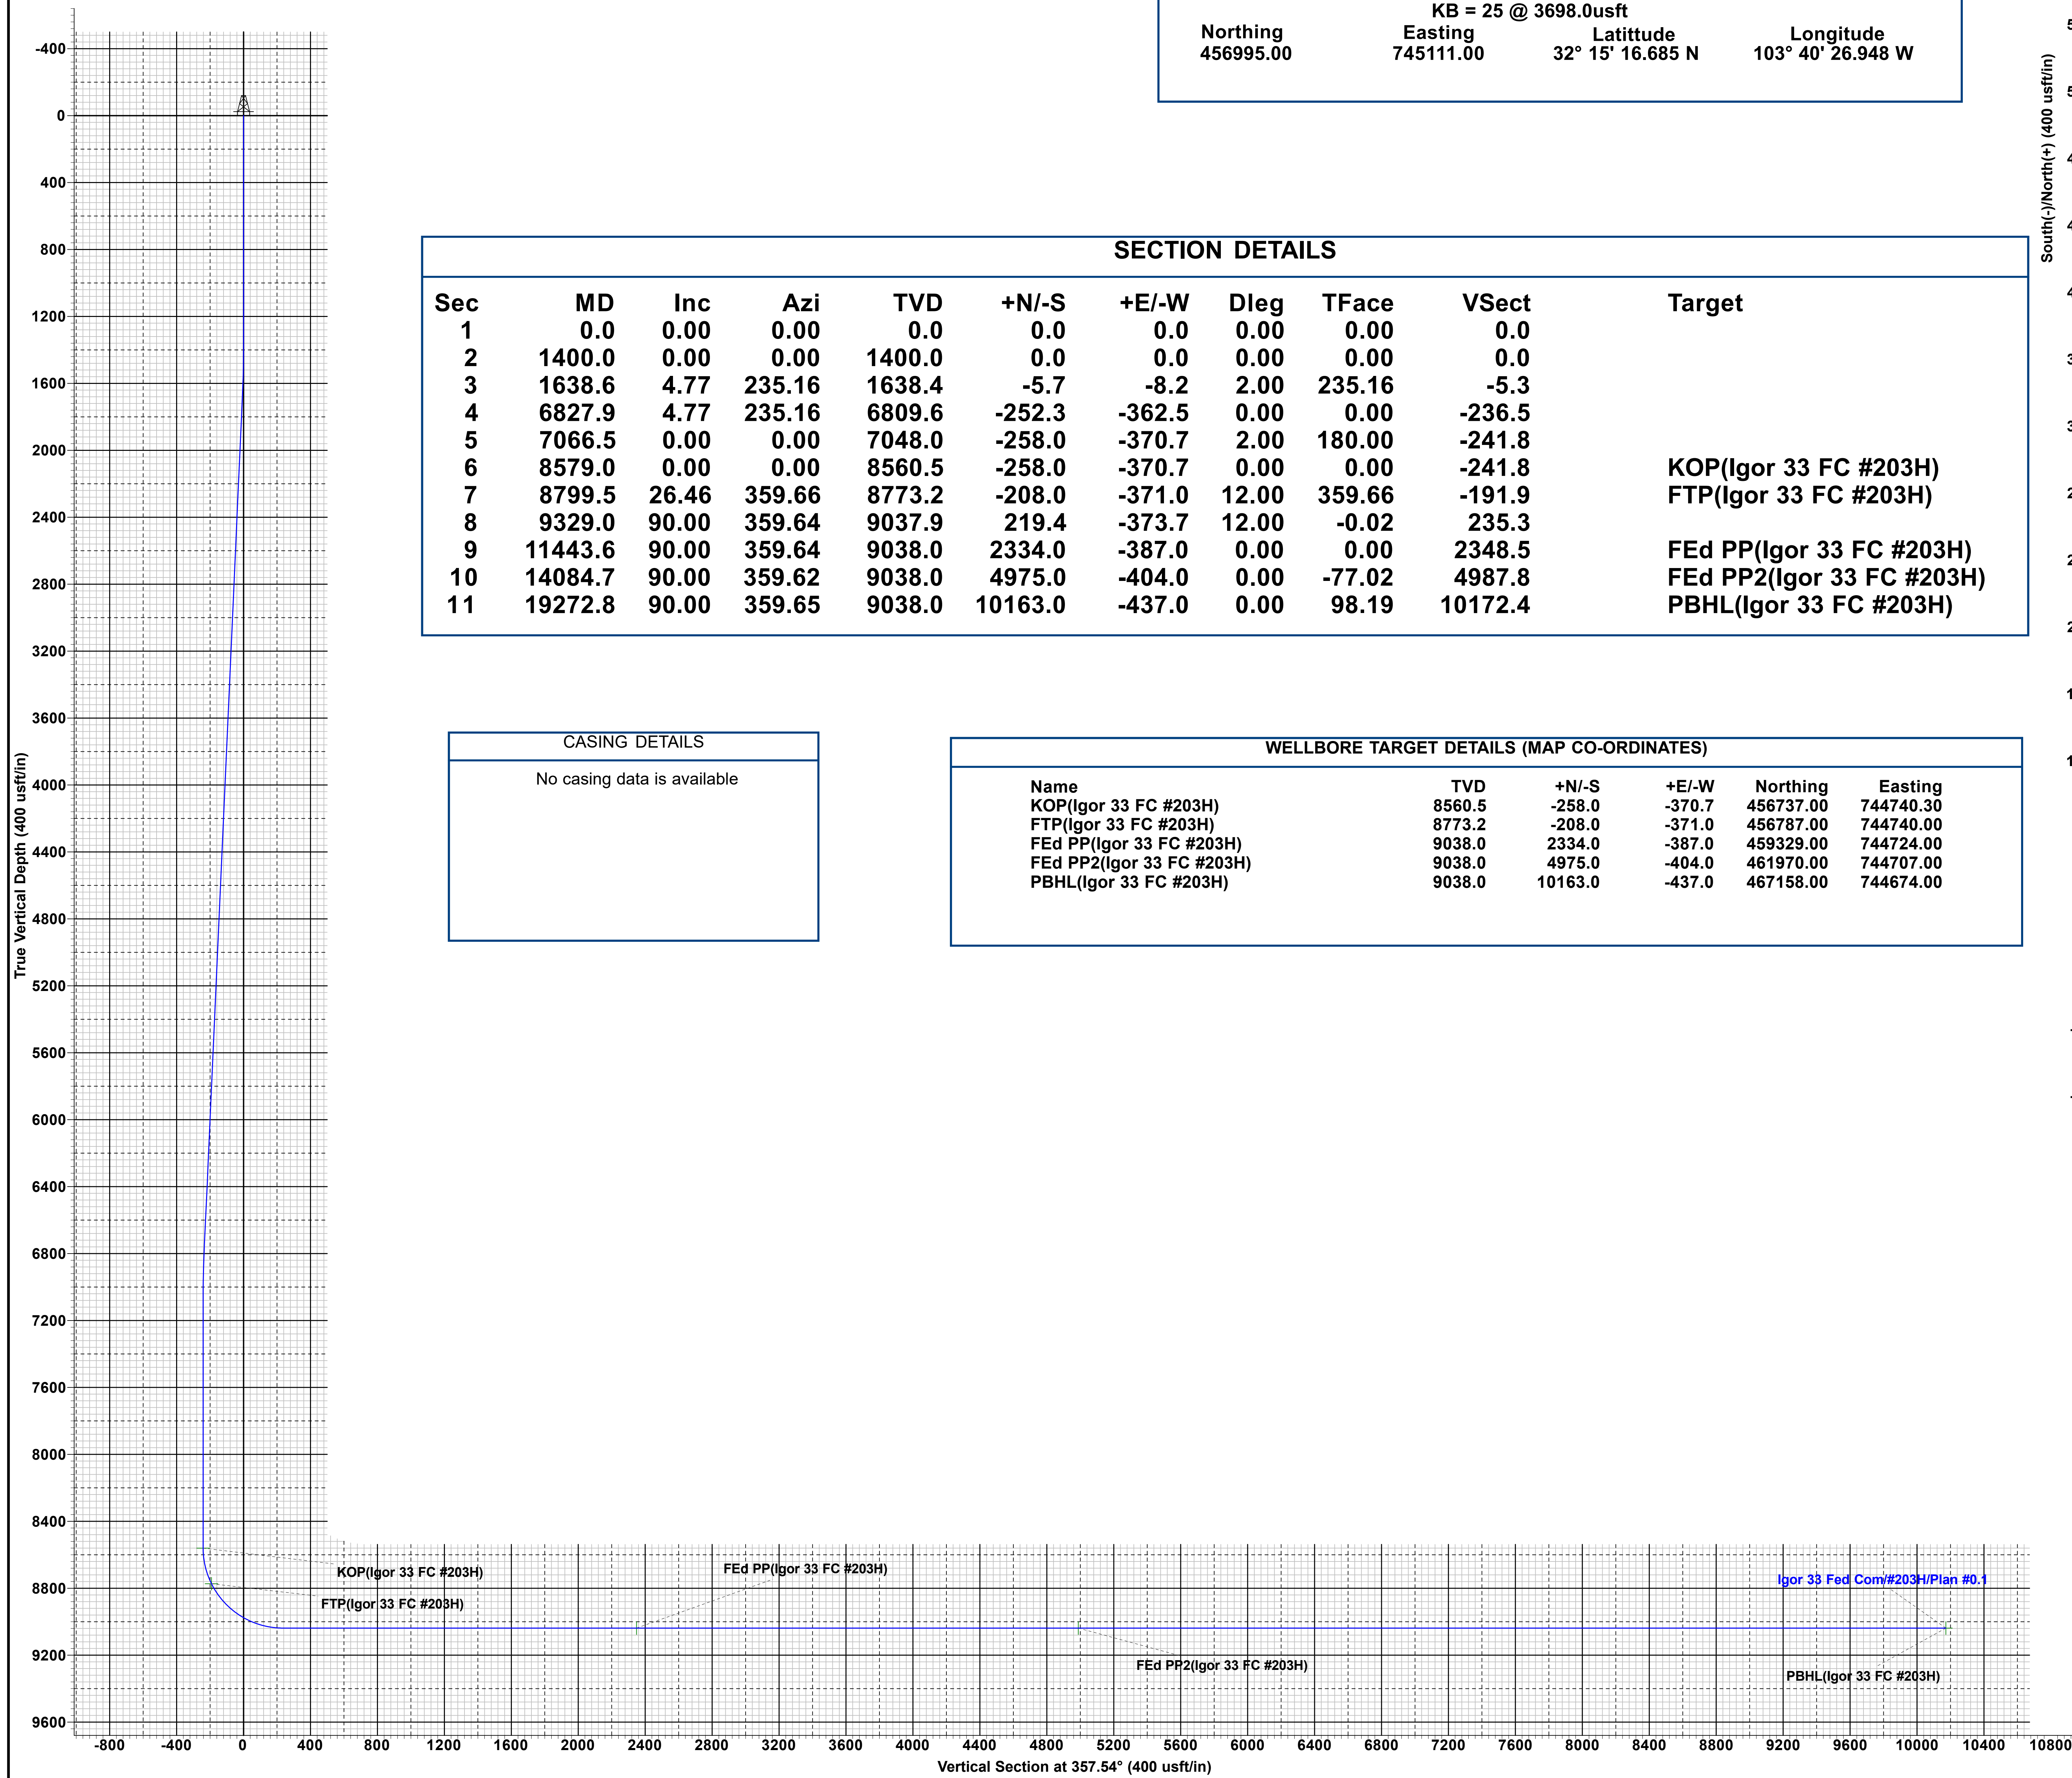 KB = 25 @ 3698.0usft
Northing Easting Latittude Longitude
456995.00 745111.00 32° 15' 16.685 N 103° 40' 26.948 W
South(-)/North(+) (400 usft/in)
SECTION DETAILS
Sec MD Inc Azi TVD +N/-S +E/-W Dleg TFace VSect Target
1 0.0 0.00 0.00 0.0 0.0 0.0 0.00 0.00 0.0
2 1400.0 0.00 0.00 1400.0 0.0 0.0 0.00 0.00 0.0
3 1638.6 4.77 235.16 1638.4 -5.7 -8.2 2.00 235.16 -5.3
4 6827.9 4.77 235.16 6809.6 -252.3 -362.5 0.00 0.00 -236.5
5 7066.5 0.00 0.00 7048.0 -258.0 -370.7 2.00 180.00 -241.8
6 8579.0 0.00 0.00 8560.5 -258.0 -370.7 0.00 0.00 -241.8 KOP(Igor 33 FC #203H)
7 8799.5 26.46 359.66 8773.2 -208.0 -371.0 12.00 359.66 -191.9 FTP(Igor 33 FC #203H)
8 9329.0 90.00 359.64 9037.9 219.4 -373.7 12.00 -0.02 235.3
9 11443.6 90.00 359.64 9038.0 2334.0 -387.0 0.00 0.00 2348.5 FEd PP(Igor 33 FC #203H)
10 14084.7 90.00 359.62 9038.0 4975.0 -404.0 0.00 -77.02 4987.8 FEd PP2(Igor 33 FC #203H)
11 19272.8 90.00 359.65 9038.0 10163.0 -437.0 0.00 98.19 10172.4 PBHL(Igor 33 FC #203H)
CASING DETAILS
No casing data is available
WELLBORE TARGET DETAILS (MAP CO-ORDINATES)
Name TVD +N/-S +E/-W Northing Easting
KOP(Igor 33 FC #203H) 8560.5 -258.0 -370.7 456737.00 744740.30
FTP(Igor 33 FC #203H) 8773.2 -208.0 -371.0 456787.00 744740.00
FEd PP(Igor 33 FC #203H) 9038.0 2334.0 -387.0 459329.00 744724.00
FEd PP2(Igor 33 FC #203H) 9038.0 4975.0 -404.0 461970.00 744707.00
PBHL(Igor 33 FC #203H) 9038.0 10163.0 -437.0 467158.00 744674.00
True Vertical Depth (400 usft/in)
-400
0
400
800
1200
1600
2000
2400
2800
3200
3600
4000
4400
4800
5200
5600
6000
6400
6800
7200
7600
8000
8400
8800
9200
9600
KOP(Igor 33 FC #203H)
FTP(Igor 33 FC #203H)
FEd PP(Igor 33 FC #203H)
FEd PP2(Igor 33 FC #203H)
Igor 33 Fed Com/#203H/Plan #0.1
PBHL(Igor 33 FC #203H)
-800 -400 0 400 800 1200 1600 2000 2400 2800 3200 3600 4000 4400 4800 5200 5600 6000 6400 6800 7200 7600 8000 8400 8800 9200 9600 10000 10400 10800
Vertical Section at 357.54° (400 usft/in)